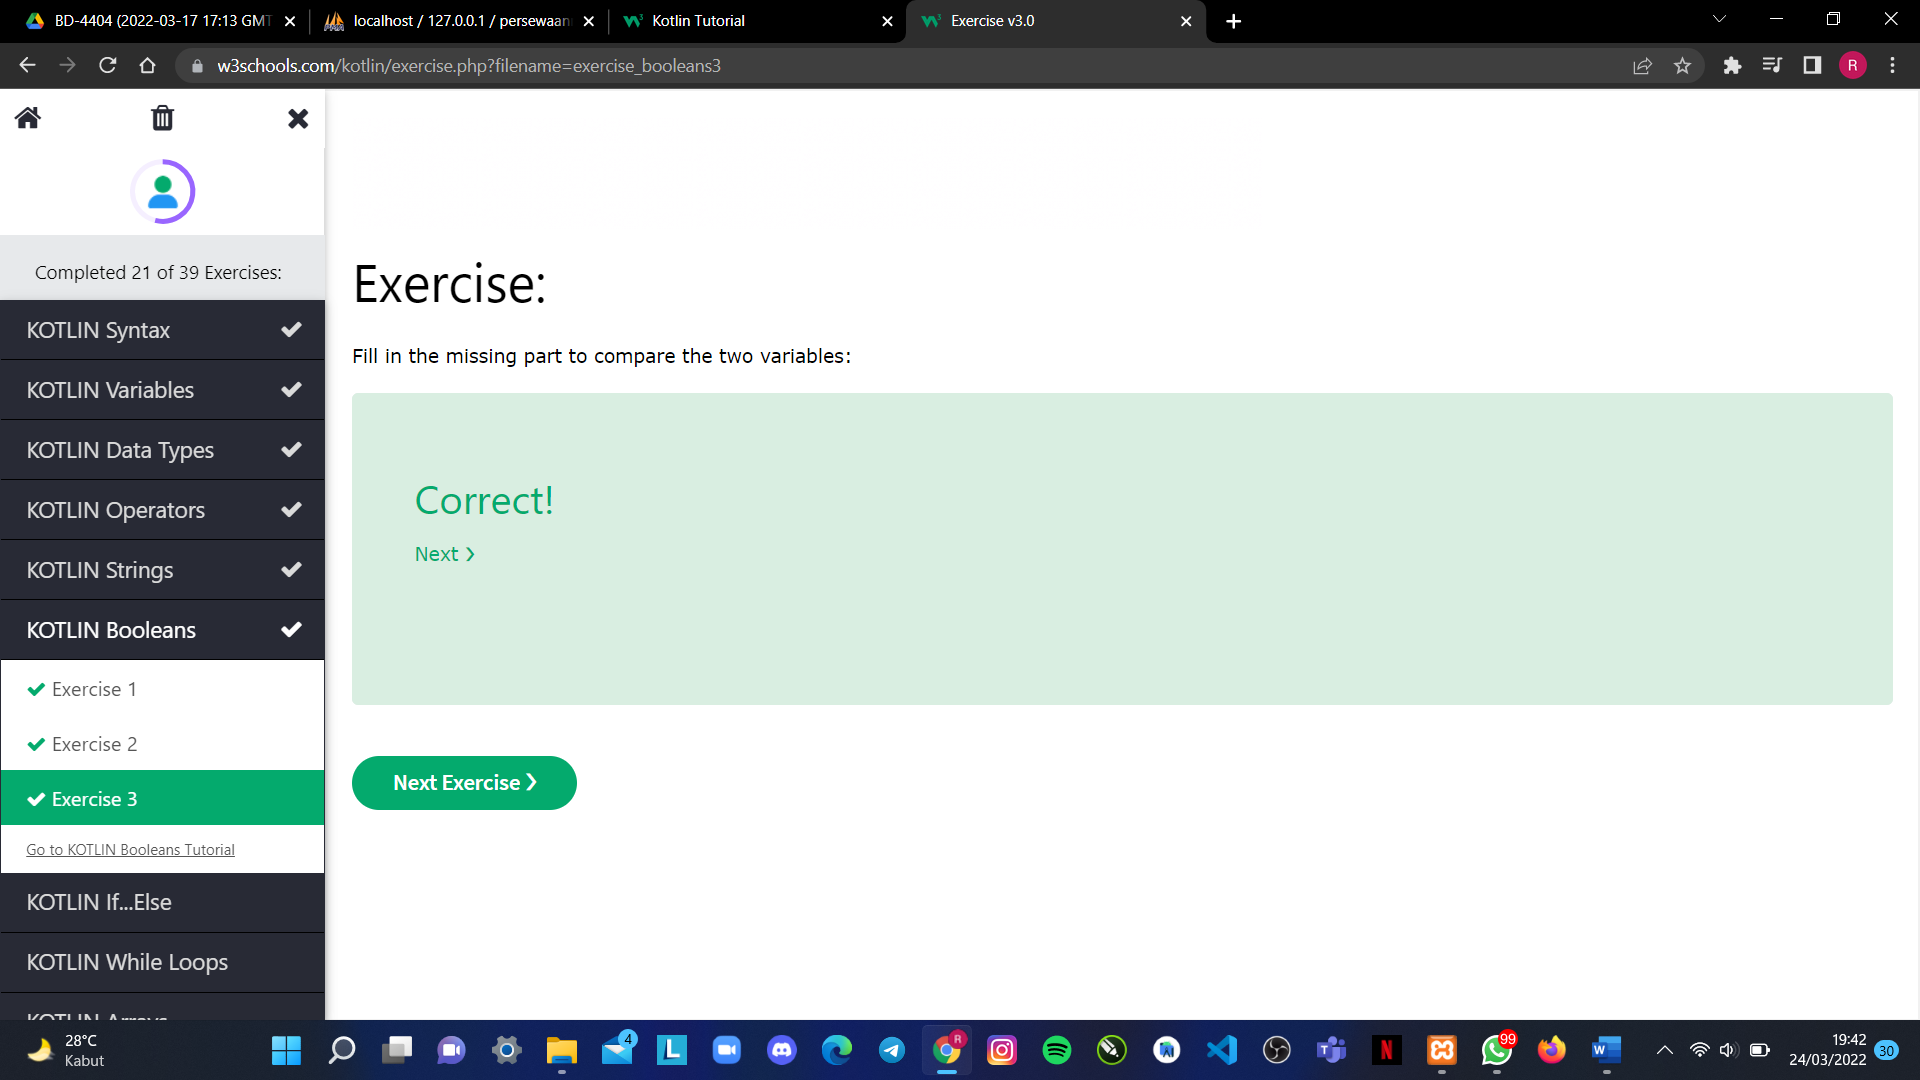 BD-4404 (2022-03-17 17:13 GMT
localhost / 127.0.0.1 / persewaan
Kotlin Tutorial
Exercise v3.0
w3schools.com/kotlin/exercise.php?filename=exercise_booleans3
R
Completed 21 of 39 Exercises:
KOTLIN Syntax
KOTLIN Variables
KOTLIN Data Types
KOTLIN Operators
KOTLIN Strings
KOTLIN Booleans
Exercise 1
Exercise 2
Exercise 3
Go to KOTLIN Booleans Tutorial
KOTLIN If...Else
KOTLIN While Loops
KOTLIN Arrays
Exercise:
Fill in the missing part to compare the two variables:
Correct!
Next ❯
Next Exercise ❯
28°C
Kabut
4
R
99
19:42
24/03/2022
30